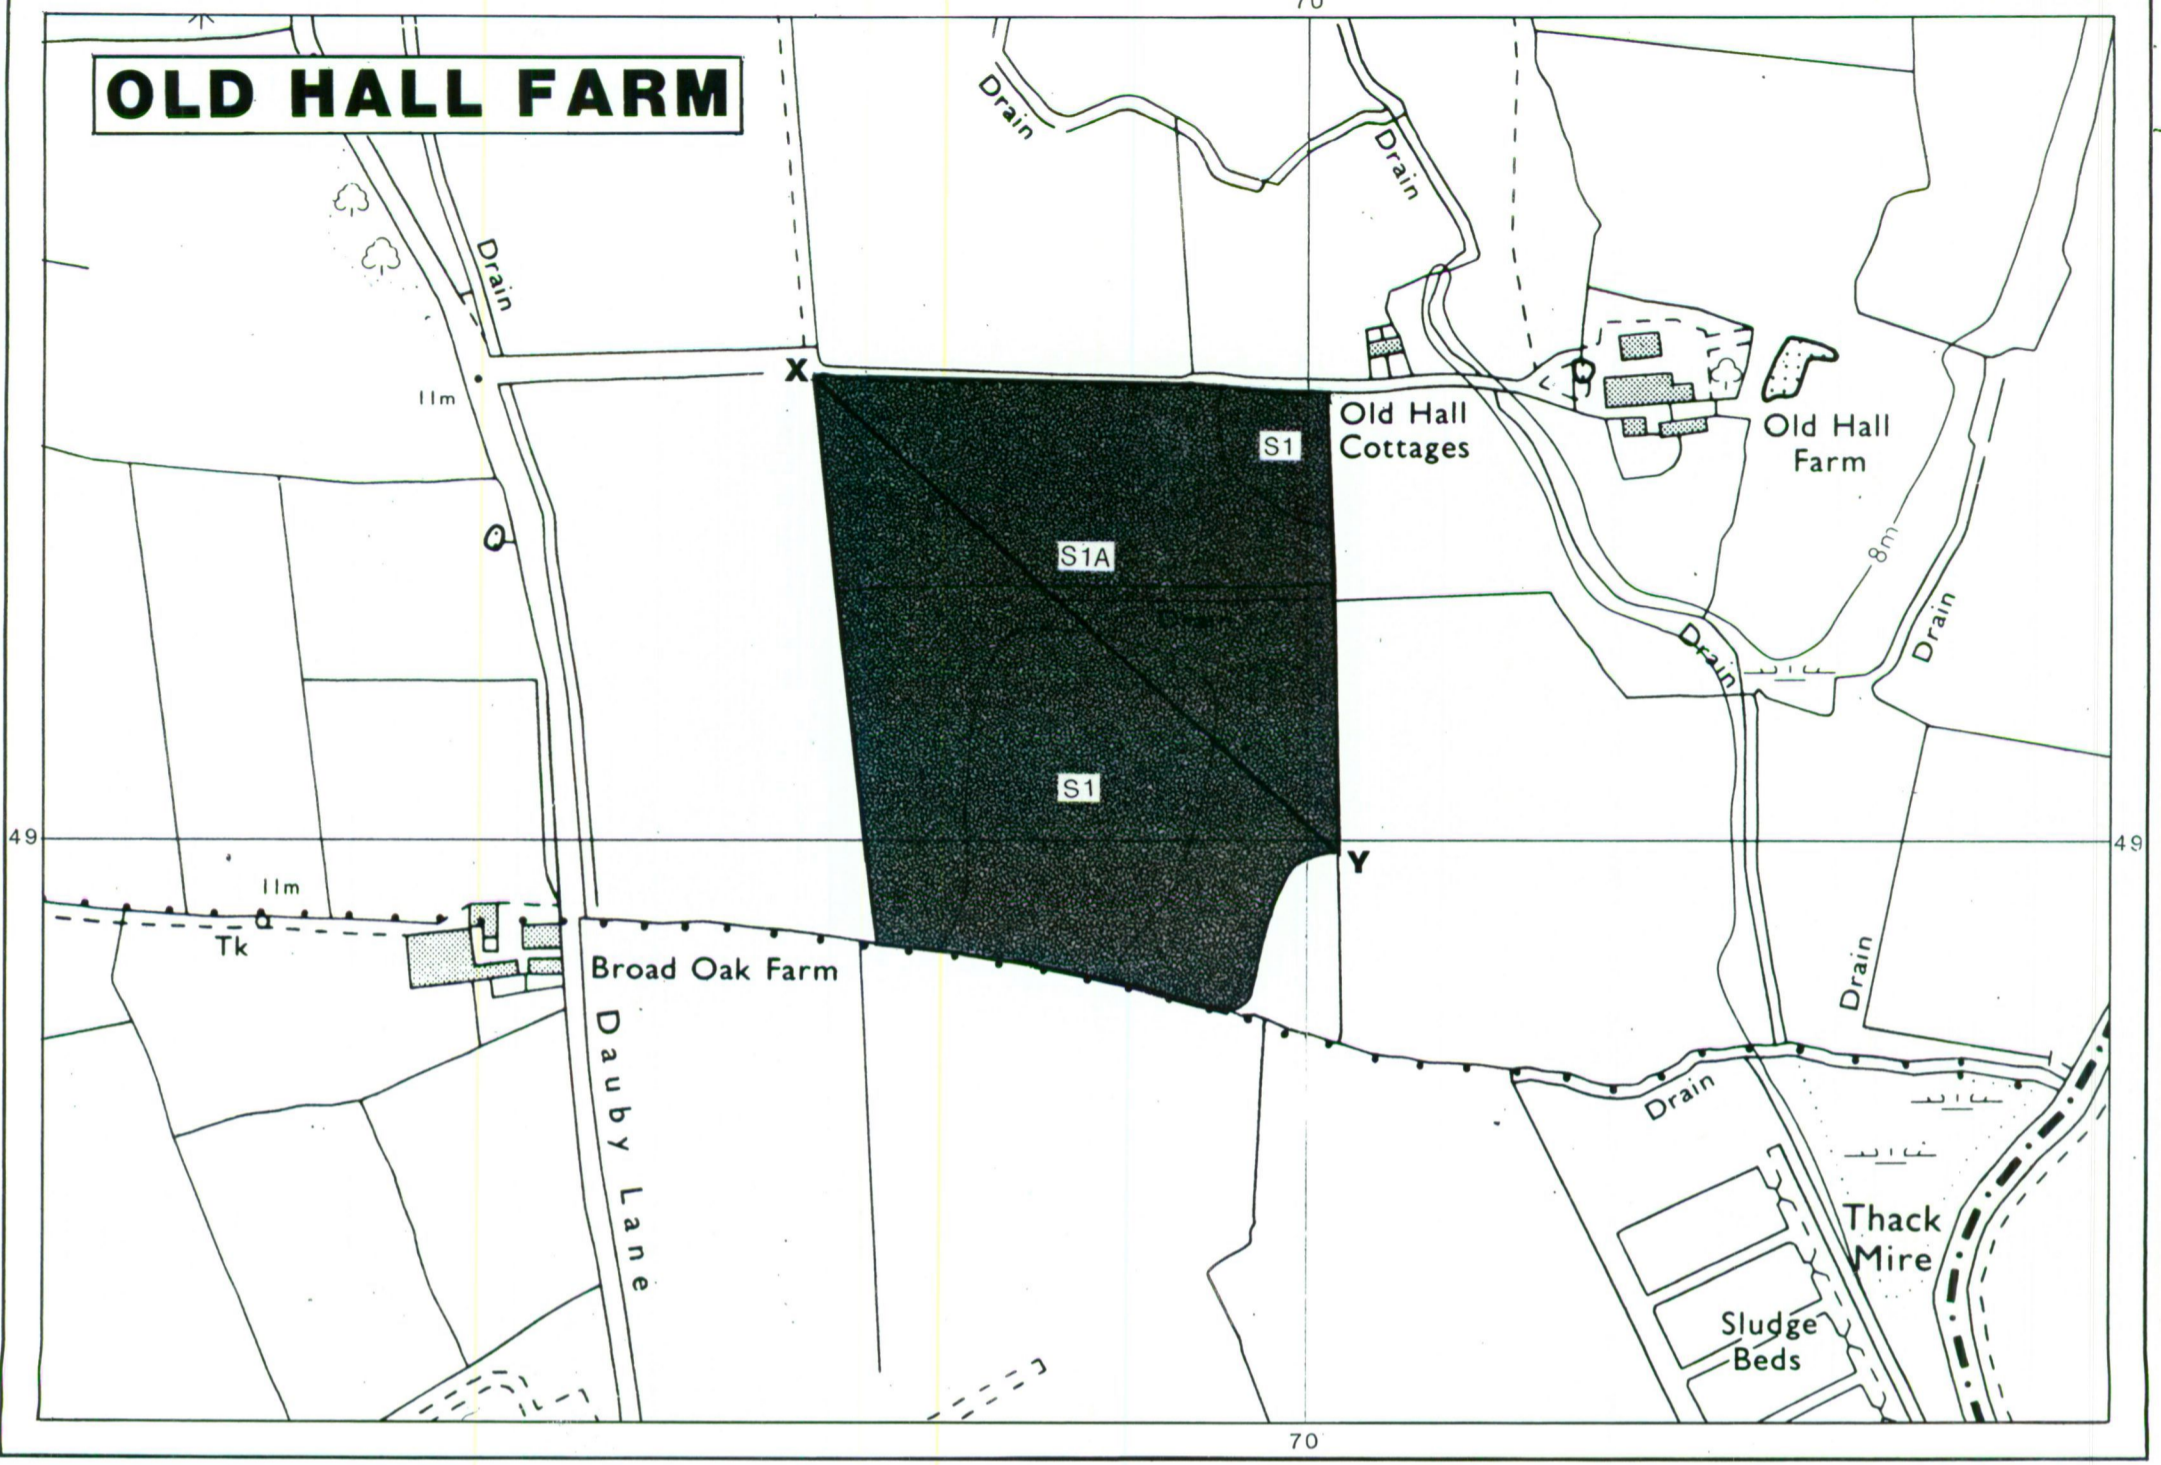 70
OLD HALL FARM
Drain
Drain
Drain
X
11m
S1
Old Hall
Cottages
Old Hall
Farm
S1A
8m
Drain
Drain
Drain
S1
49
49
Y
11m
Tk
Broad Oak Farm
Drain
Dauby Lane
Drain
Thack
Mire
Sludge
Beds
70